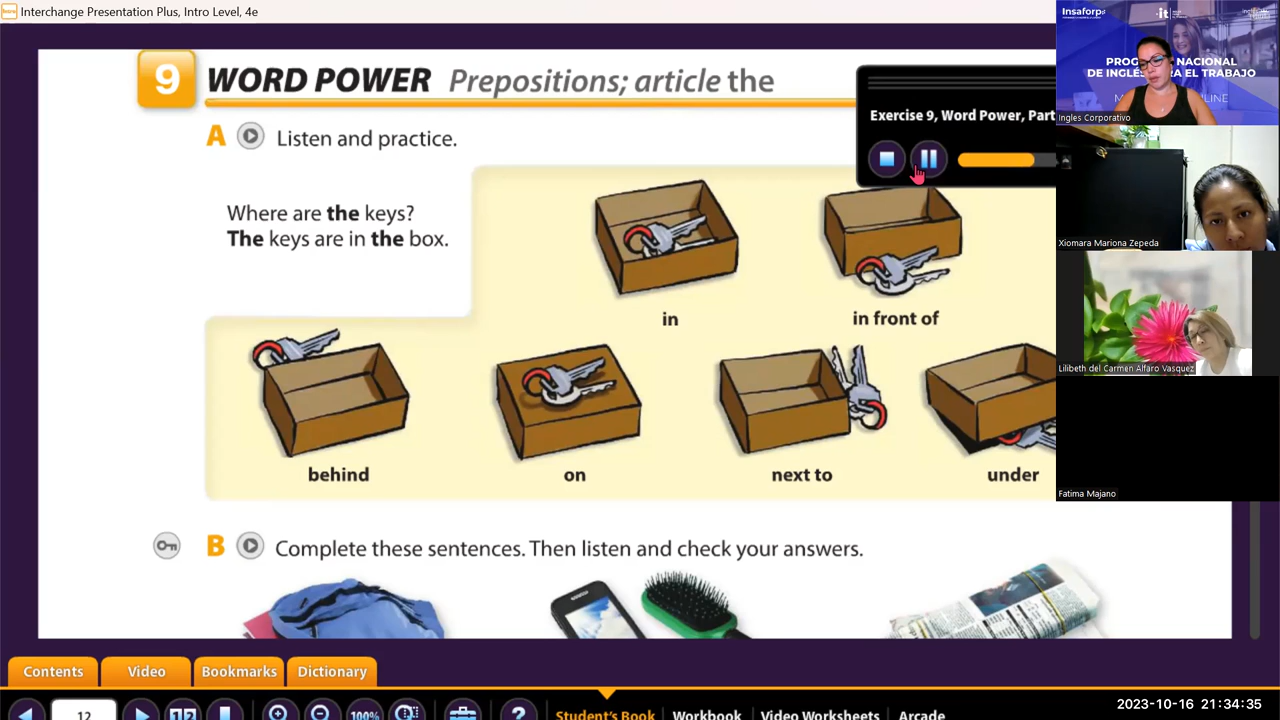 Interchange Presentation Plus, Intro Level, 4e
9 WORD POWER Prepositions; article the
A Listen and practice.
Where are the keys?
The keys are in the box.
in
in front of
behind
on
next to
under
B Complete these sentences. Then listen and check your answers.
Exercise 9, Word Power, Part
Insaforp
PRO
NACIONAL
DE INGLÉS
RA EL TRABAJO
Ingles Corporativo
Xiomara Mariona Zepeda
Lilibeth del Carmen Alfaro Vasquez
Fatima Majano
Contents
Video
Bookmarks
Dictionary
12
100%
Student's Book
Workbook
Video Worksheets
Arcade
2023-10-16 21:34:35